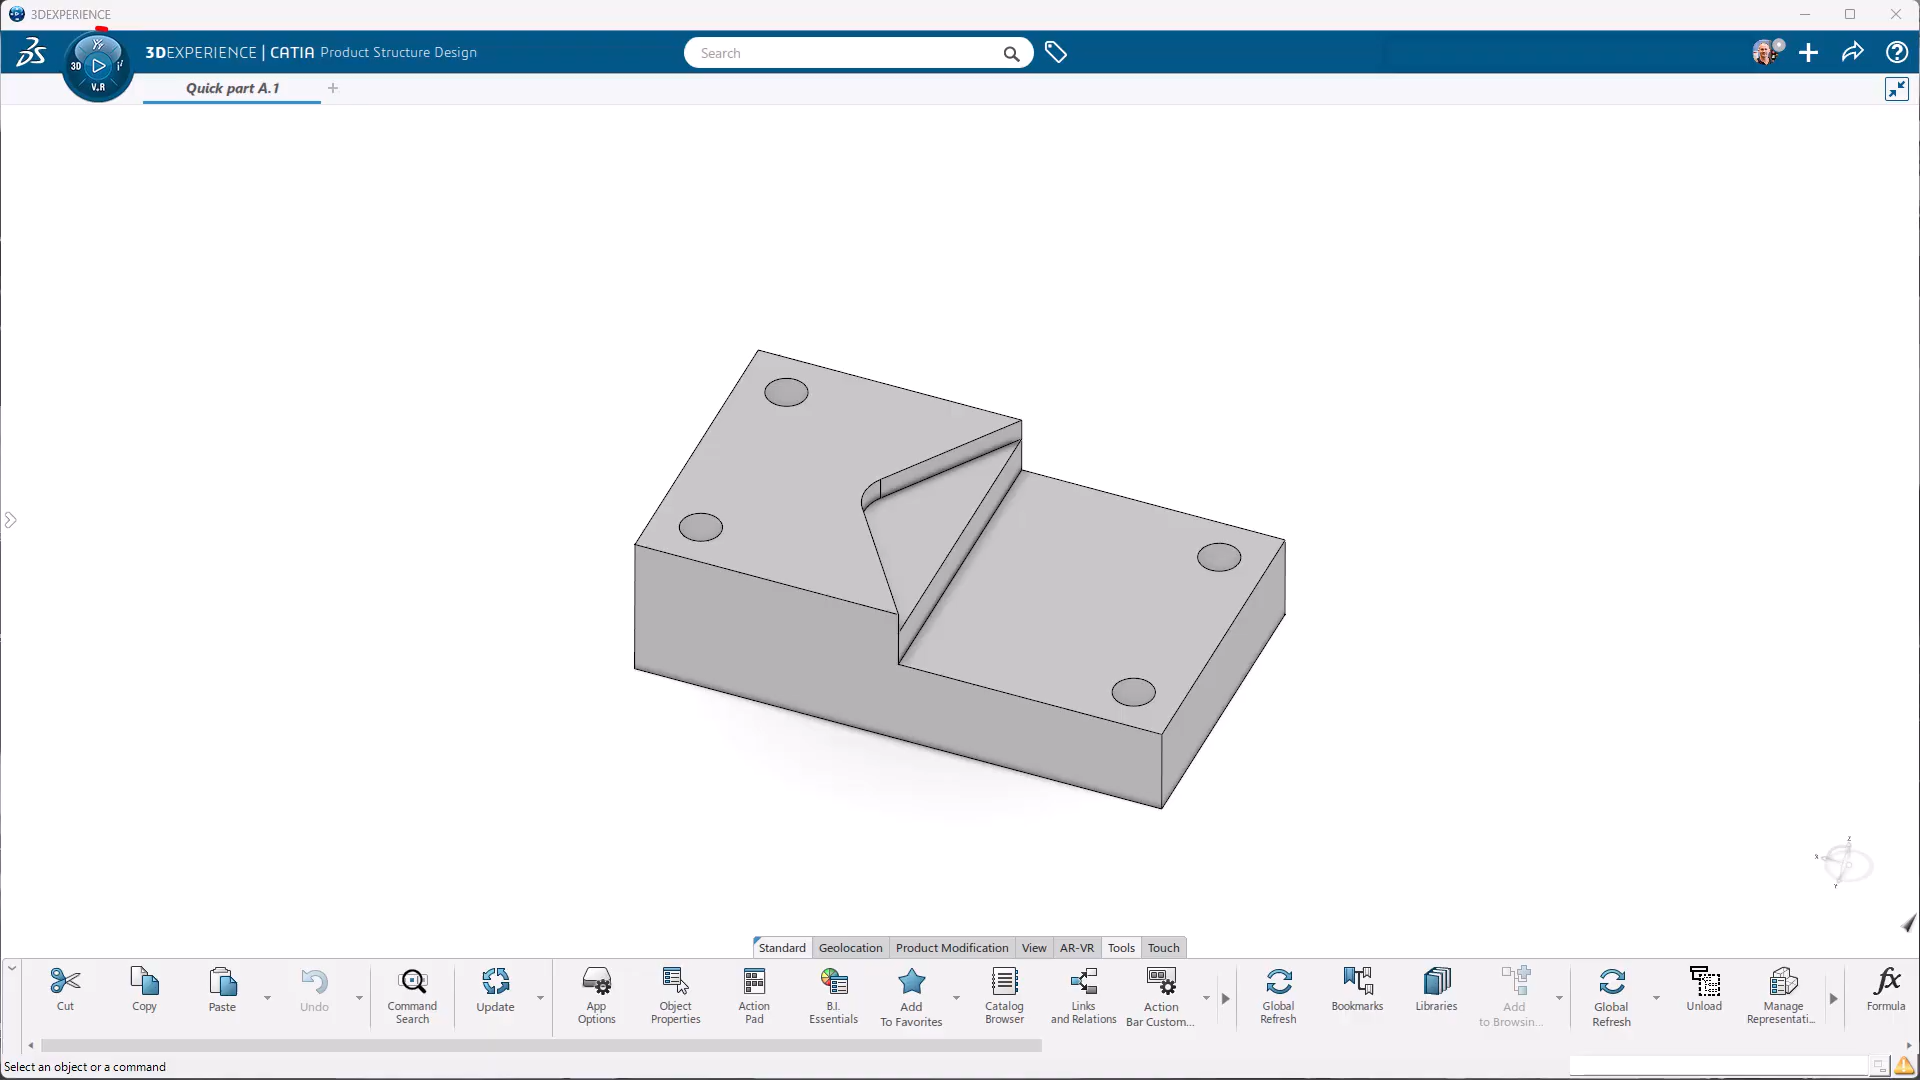 3DEXPERIENCE
3DEXPERIENCE | CATIA Product Structure Design
Search
3D
V.R
Quick part A.1
Z
X
Y
Standard
Geolocation
Product Modification
View
AR-VR
Tools
Touch
Cut
Copy
Paste
Undo
Command
Search
Update
App
Options
Object
Properties
Action
Pad
B.I.
Essentials
Add
To Favorites
Catalog
Browser
Links
and Relations
Action
Bar Custom...
Global
Refresh
Bookmarks
Libraries
Add
to Browsin...
Global
Refresh
Unload
Manage
Representati...
fx
Formula
Select an object or a command